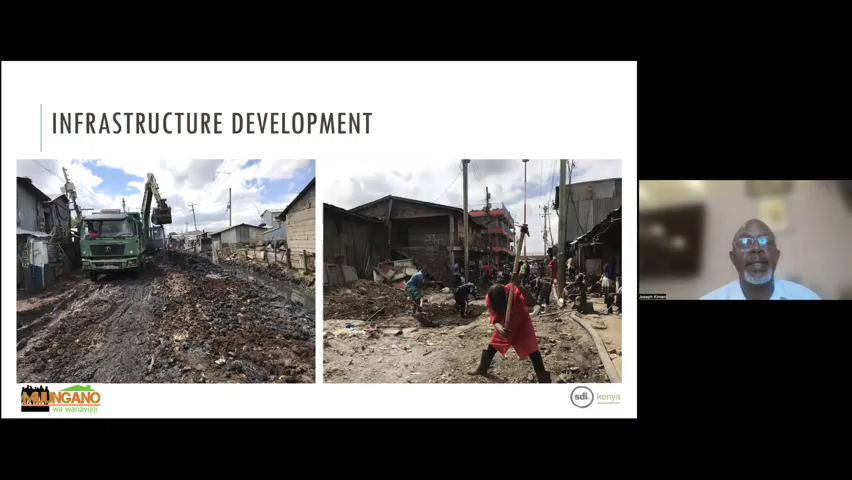 INFRASTRUCTURE DEVELOPMENT
MUUNGANO
wa wanavijiji
sdi. kenya
Joseph Kimani